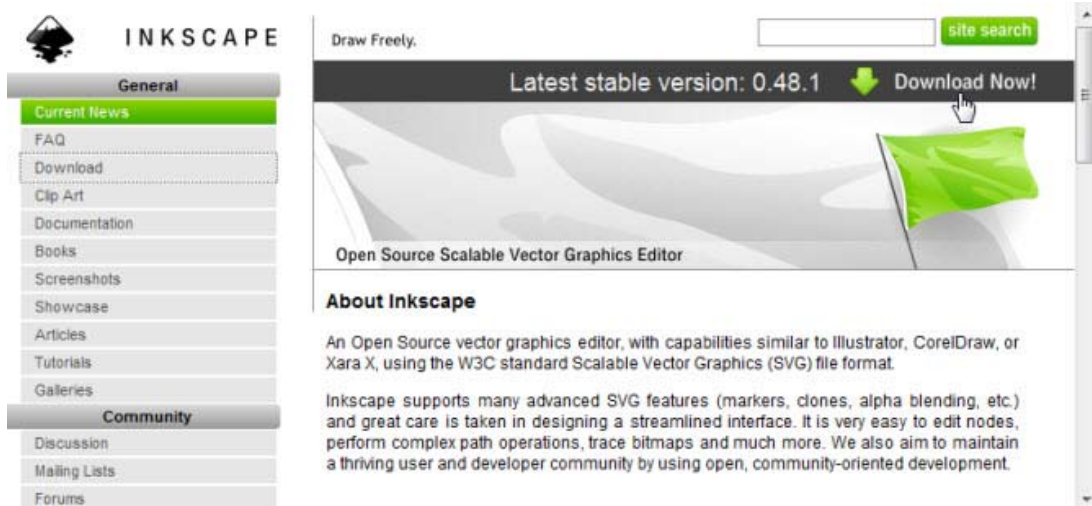 INKSCAPE
General
Current News
FAQ
Download
Clip Art
Documentation
Books
Screenshots
Showcase
Articles
Tutorials
Galleries
Community
Discussion
Mailing Lists
Forums
Draw Freely.
site search
Latest stable version: 0.48.1
Download Now!
Open Source Scalable Vector Graphics Editor
About Inkscape
An Open Source vector graphics editor, with capabilities similar to Illustrator, CorelDraw, or
Xara X, using the W3C standard Scalable Vector Graphics (SVG) file format.
Inkscape supports many advanced SVG features (markers, clones, alpha blending, etc.)
and great care is taken in designing a streamlined interface. It is very easy to edit nodes,
perform complex path operations, trace bitmaps and much more. We also aim to maintain
a thriving user and developer community by using open, community-oriented development.